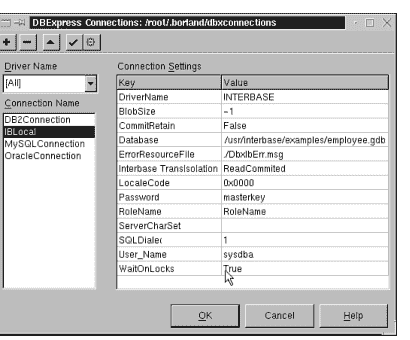 DBExpress Connections: /root/.borland/dbxconnections
Driver Name
[All]
Connection Name
DB2Connection
IBLocal
MySQLConnection
OracleConnection
Connection Settings
Key Value
DriverName INTERBASE
BlobSize -1
CommitRetain False
Database /usr/interbase/examples/employee.gdb
ErrorResourceFile ./DbxIbErr.msg
Interbase TransIsolation ReadCommited
LocaleCode 0x0000
Password masterkey
RoleName RoleName
ServerCharSet
SQLDialec 1
User_Name sysdba
WaitOnLocks True
OK Cancel Help